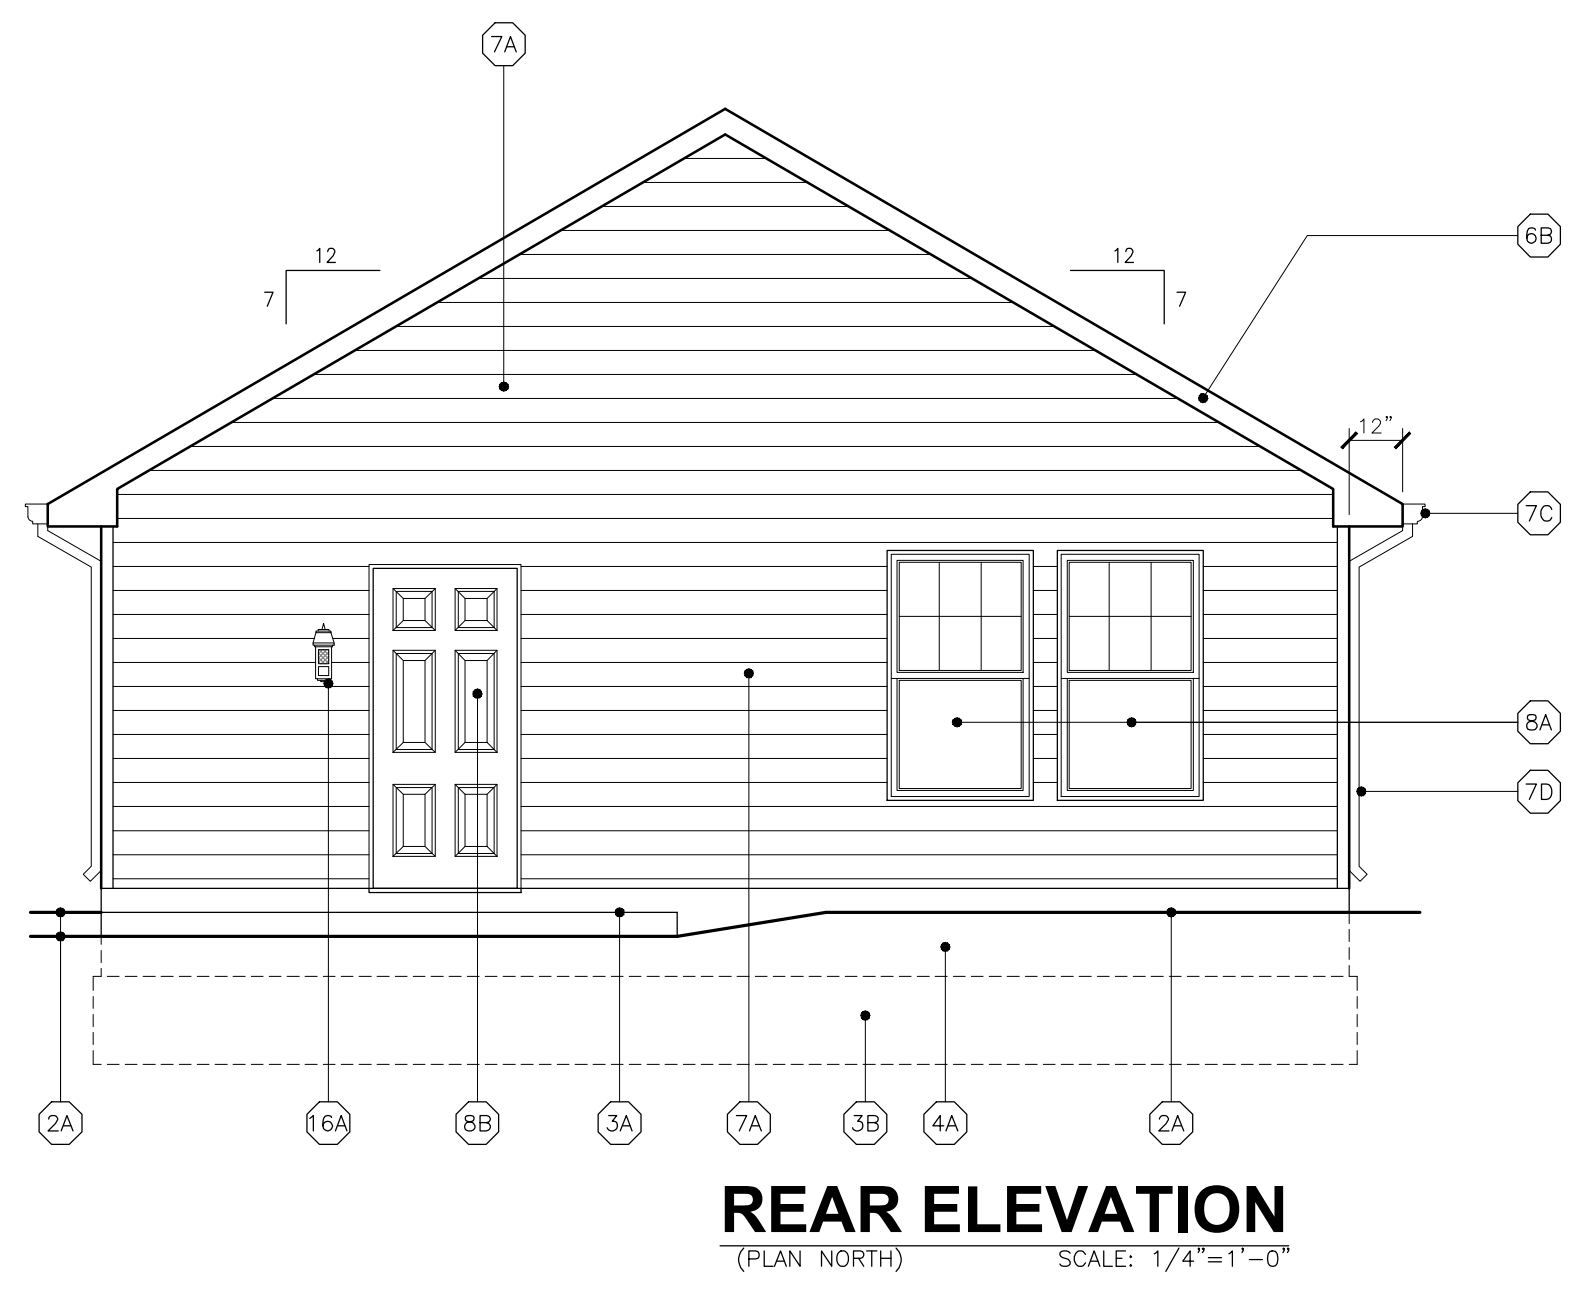 7A
6B
12
12
7
7
12"
7C
8A
7D
2A
16A
8B
3A
7A
3B
4A
2A
REAR ELEVATION
(PLAN NORTH) SCALE: 1/4"=1'-0"